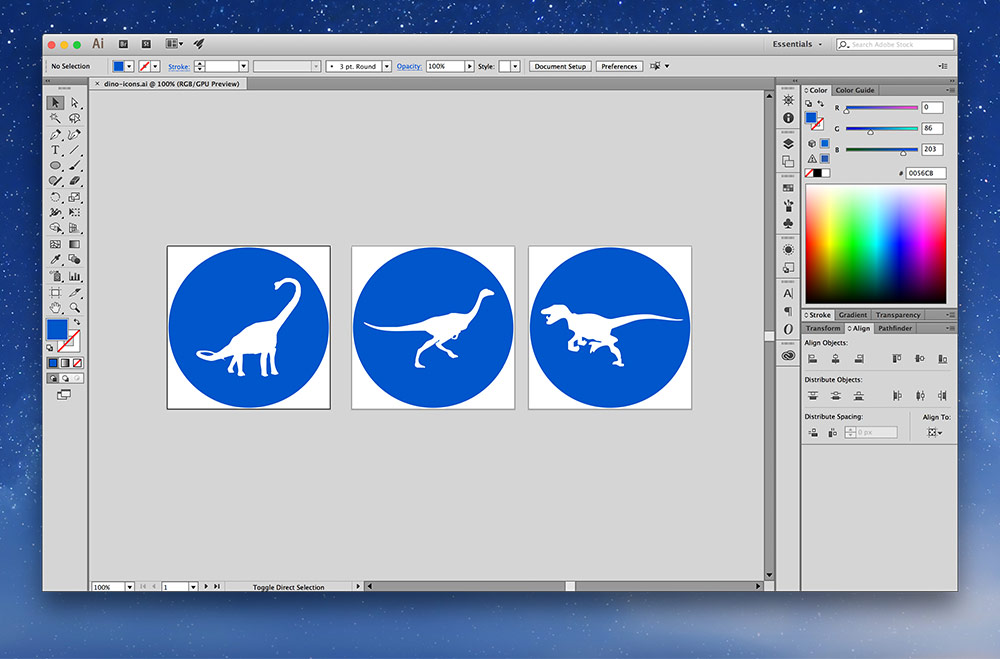 Ai Br St Essentials Search Adobe Stock
No Selection Stroke: 3 pt. Round Opacity: 100% Style: Document Setup Preferences
× dino-icons.ai @ 100% (RGB/GPU Preview)
Color Color Guide
R 0
G 86
B 203
# 0056CB
Stroke Gradient Transparency
Transform Align Pathfinder
Align Objects:
Distribute Objects:
Distribute Spacing: Align To:
0 px
100% 1 Toggle Direct Selection